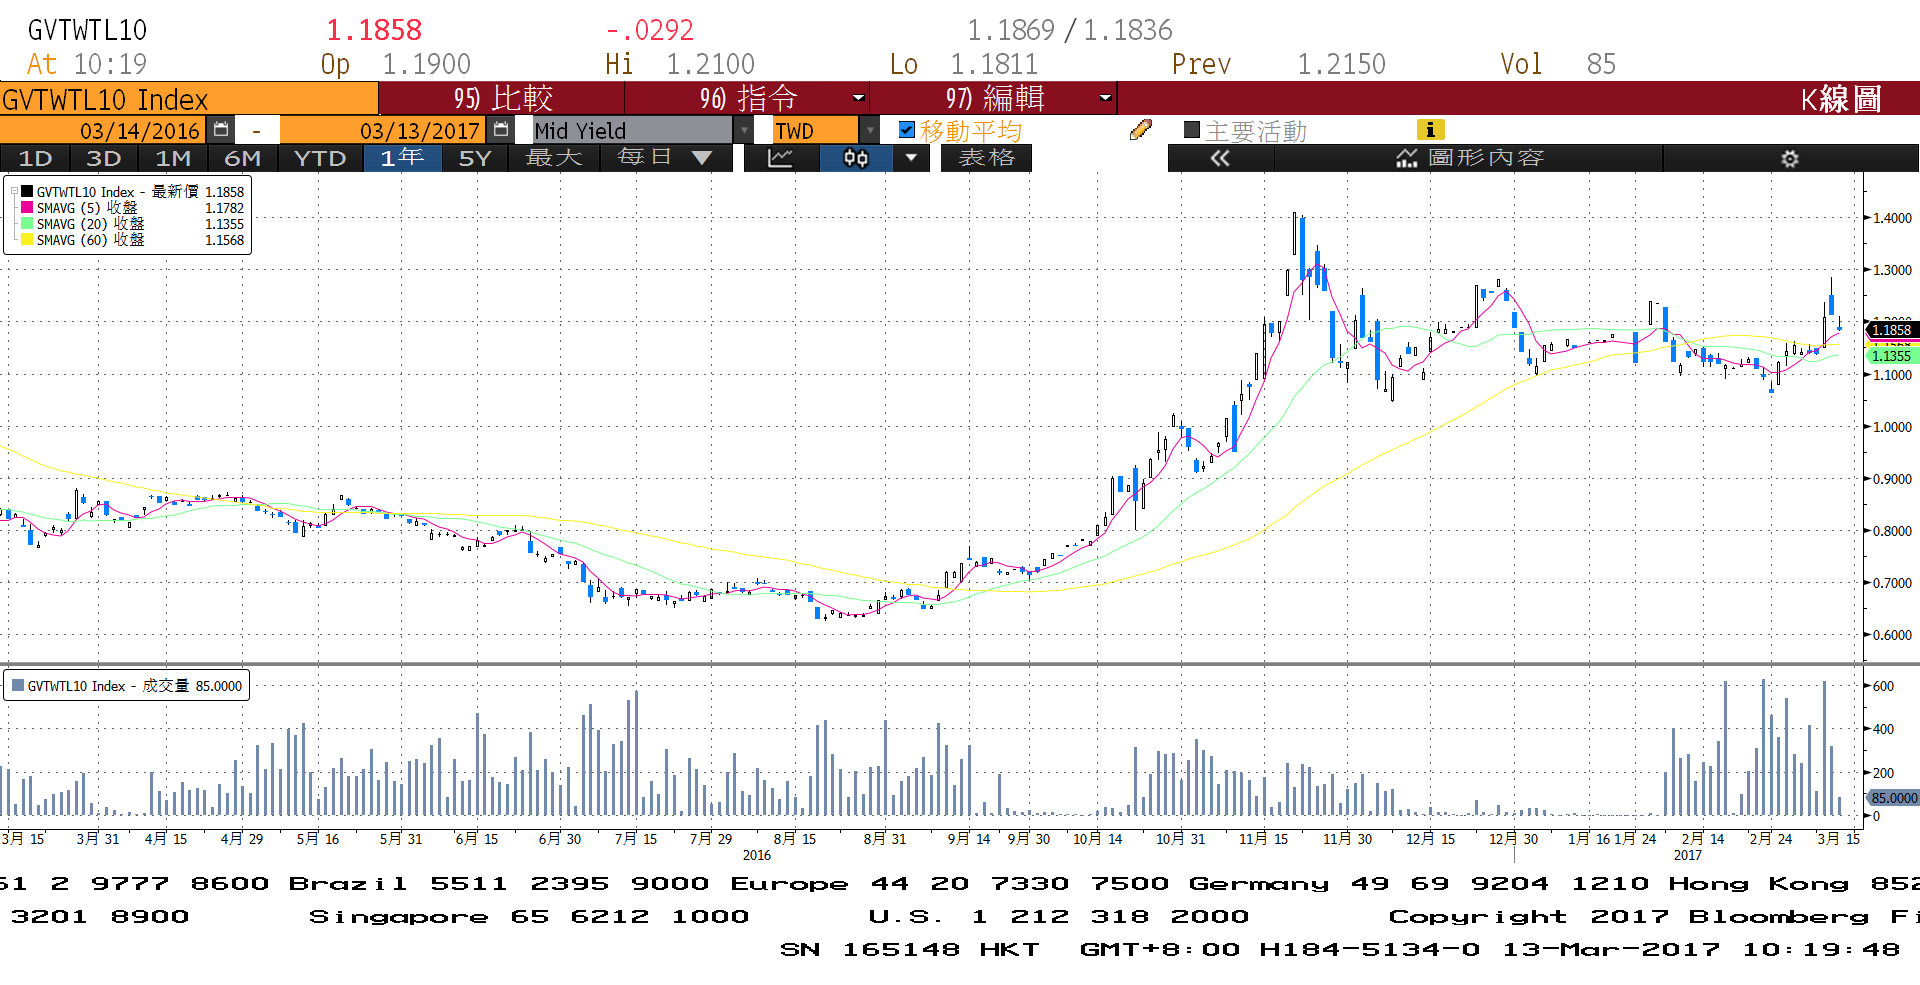 GVTWTL10 1.1858 -.0292 1.1869 / 1.1836
At 10:19 Op 1.1900 Hi 1.2100 Lo 1.1811 Prev 1.2150 Vol 85
GVTWTL10 Index 95) 比較 96) 指令 97) 編輯 K線圖
03/14/2016 - 03/13/2017 Mid Yield TWD 移動平均 主要活動 i
1D 3D 1M 6M YTD 1年 5Y 最大 每日 表格 圖形內容
GVTWTL10 Index - 最新價 1.1858
SMAVG (5) 收盤 1.1782
SMAVG (20) 收盤 1.1355
SMAVG (60) 收盤 1.1568
1.4000
1.3000
1.1858
1.1355
1.1000
1.0000
0.9000
0.8000
0.7000
0.6000
GVTWTL10 Index - 成交量 85.0000
600
400
200
85.0000
0
3月 15 3月 31 4月 15 4月 29 5月 16 5月 31 6月 15 6月 30 7月 15 7月 29 8月 15 8月 31 9月 14 9月 30 10月 14 10月 31 11月 15 11月 30 12月 15 12月 30 1月 16 1月 24 2月 14 2月 24 3月 15
2016 2017
61 2 9777 8600 Brazil 5511 2395 9000 Europe 44 20 7330 7500 Germany 49 69 9204 1210 Hong Kong 852
3201 8900 Singapore 65 6212 1000 U.S. 1 212 318 2000 Copyright 2017 Bloomberg Fi
SN 165148 HKT GMT+8:00 H184-5134-0 13-Mar-2017 10:19:48